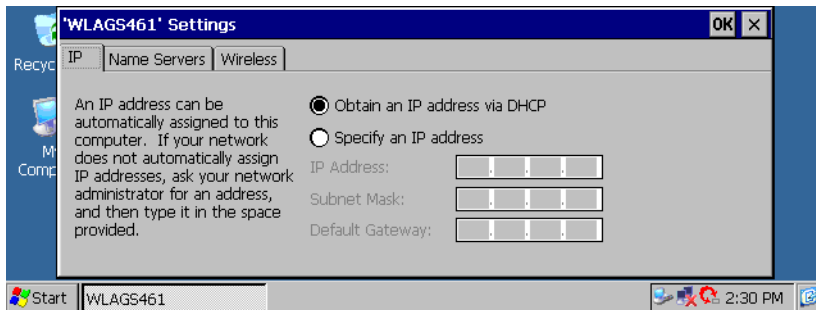 'WLAGS461' Settings
OK
IP
Name Servers
Wireless
Recyc
My
Comp
An IP address can be
automatically assigned to this
computer. If your network
does not automatically assign
IP addresses, ask your network
administrator for an address,
and then type it in the space
provided.
Obtain an IP address via DHCP
Specify an IP address
IP Address:
Subnet Mask:
Default Gateway:
Start
WLAGS461
2:30 PM